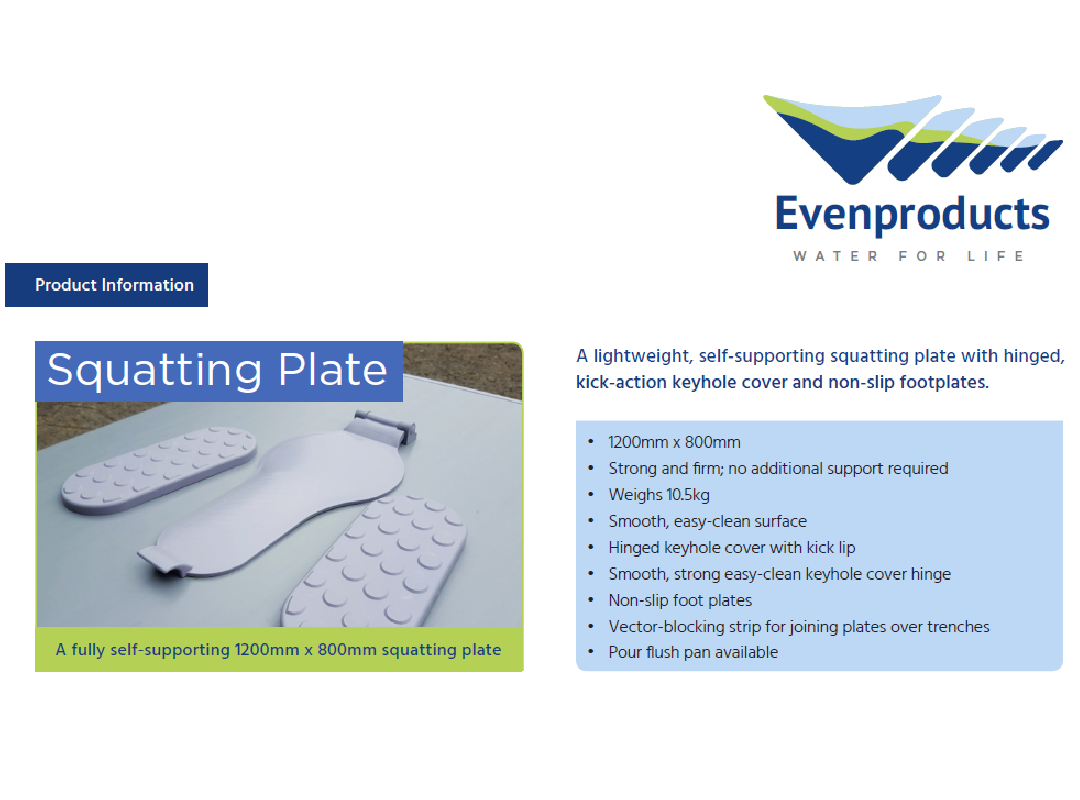 Evenproducts
WATER FOR LIFE
Product Information
Squatting Plate
A fully self-supporting 1200mm x 800mm squatting plate
A lightweight, self-supporting squatting plate with hinged,
kick-action keyhole cover and non-slip footplates.
• 1200mm x 800mm
• Strong and firm; no additional support required
• Weighs 10.5kg
• Smooth, easy-clean surface
• Hinged keyhole cover with kick lip
• Smooth, strong easy-clean keyhole cover hinge
• Non-slip foot plates
• Vector-blocking strip for joining plates over trenches
• Pour flush pan available